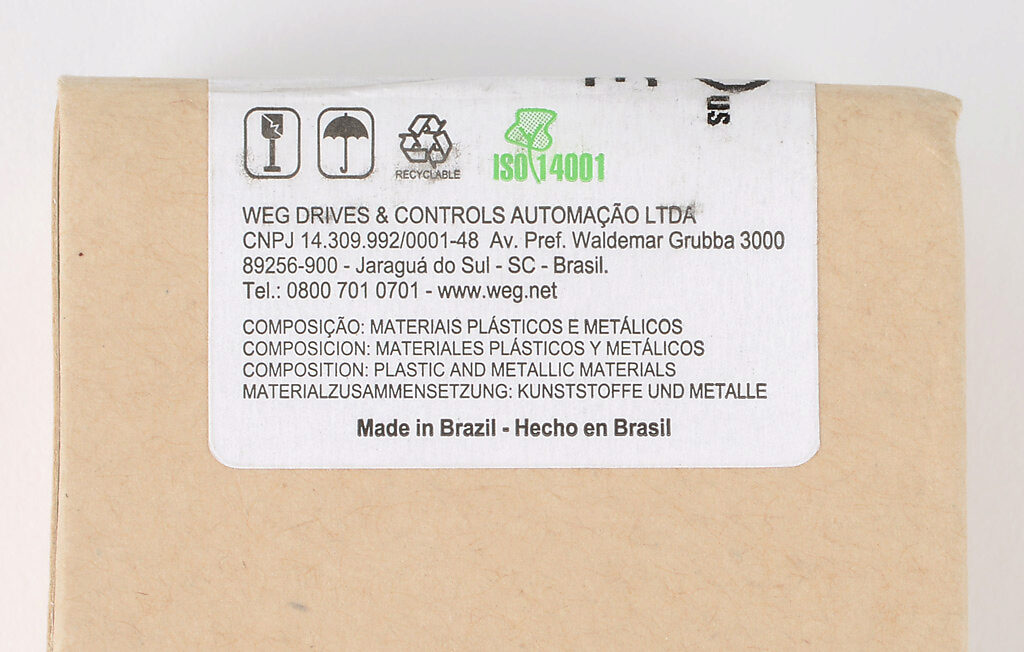 us
RECYCLABLE
ISO 14001
WEG DRIVES & CONTROLS AUTOMAÇÃO LTDA
CNPJ 14.309.992/0001-48 Av. Pref. Waldemar Grubba 3000
89256-900 - Jaraguá do Sul - SC - Brasil.
Tel.: 0800 701 0701 - www.weg.net
COMPOSIÇÃO: MATERIAIS PLÁSTICOS E METÁLICOS
COMPOSICION: MATERIALES PLÁSTICOS Y METÁLICOS
COMPOSITION: PLASTIC AND METALLIC MATERIALS
MATERIALZUSAMMENSETZUNG: KUNSTSTOFFE UND METALLE
Made in Brazil - Hecho en Brasil